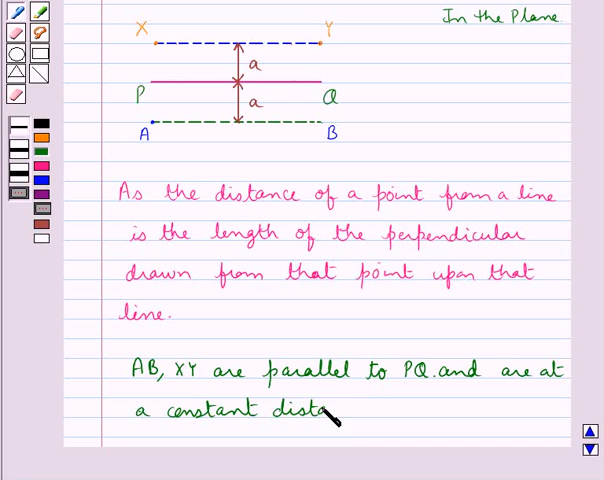 In the Plane
X Y
a
P Q
a
A B
As the distance of a point from a line
is the length of the perpendicular
drawn from that point upon that
line.
AB, XY are parallel to PQ. and are at
a constant dista